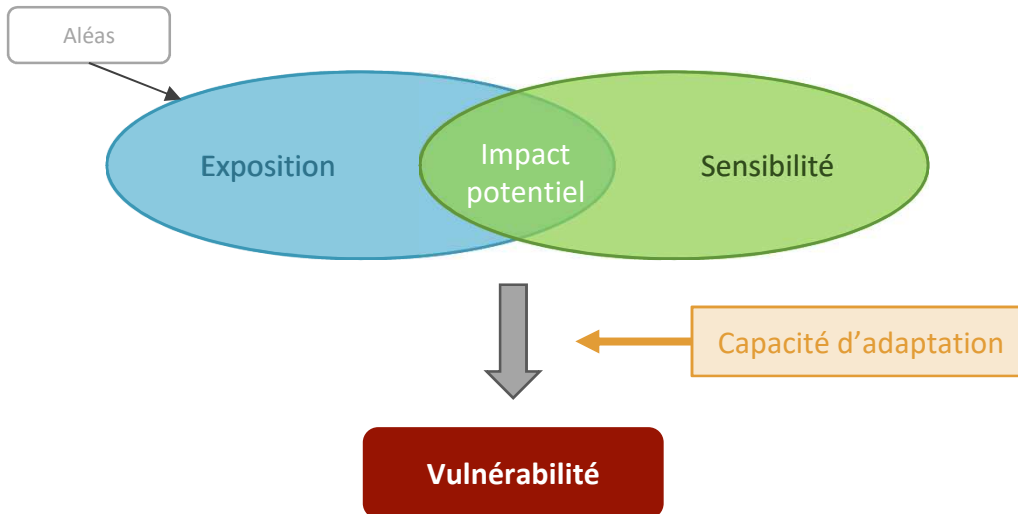 Aléas
Exposition
Impact
potentiel
Sensibilité
Capacité d’adaptation
Vulnérabilité